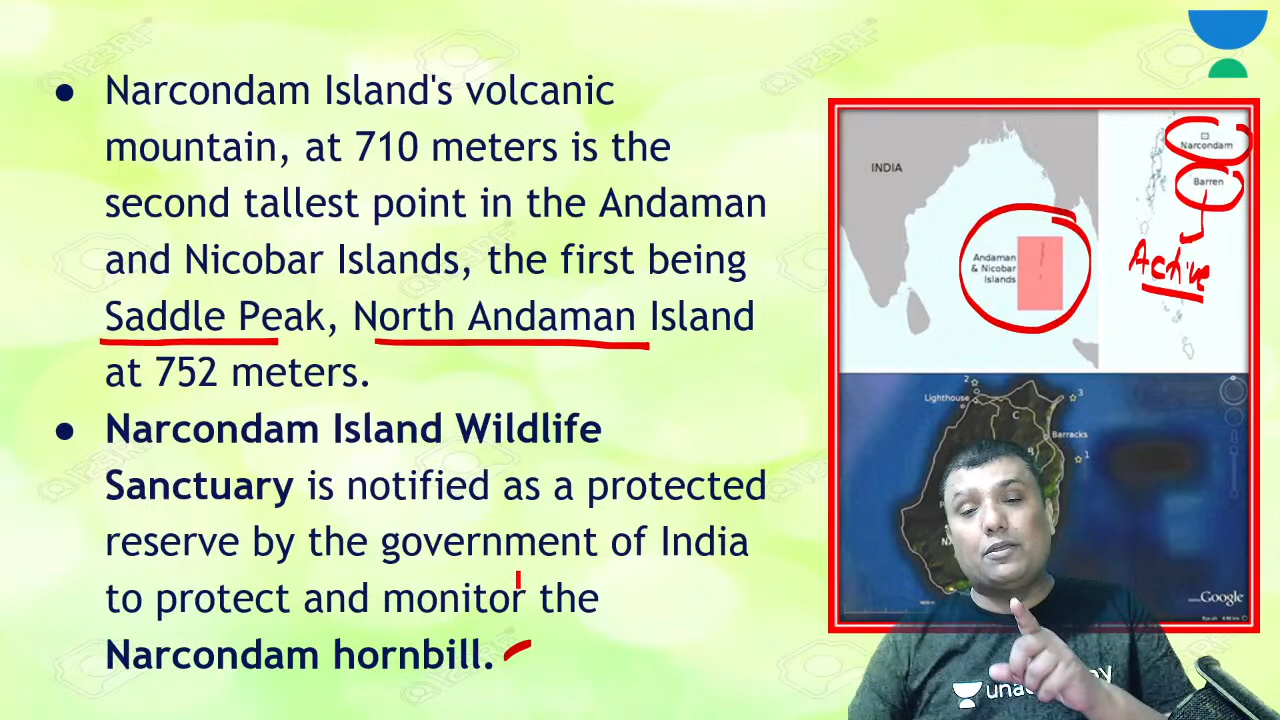 Narcondam Island's volcanic
mountain, at 710 meters is the
second tallest point in the Andaman
and Nicobar Islands, the first being
Saddle Peak, North Andaman Island
at 752 meters.
Narcondam Island Wildlife
Sanctuary is notified as a protected
reserve by the government of India
to protect and monitor the
Narcondam hornbill.
INDIA
Andaman
& Nicobar
Islands
Narcondam
Barren
Active
2
Lighthouse
3
C
Barracks
1
Google